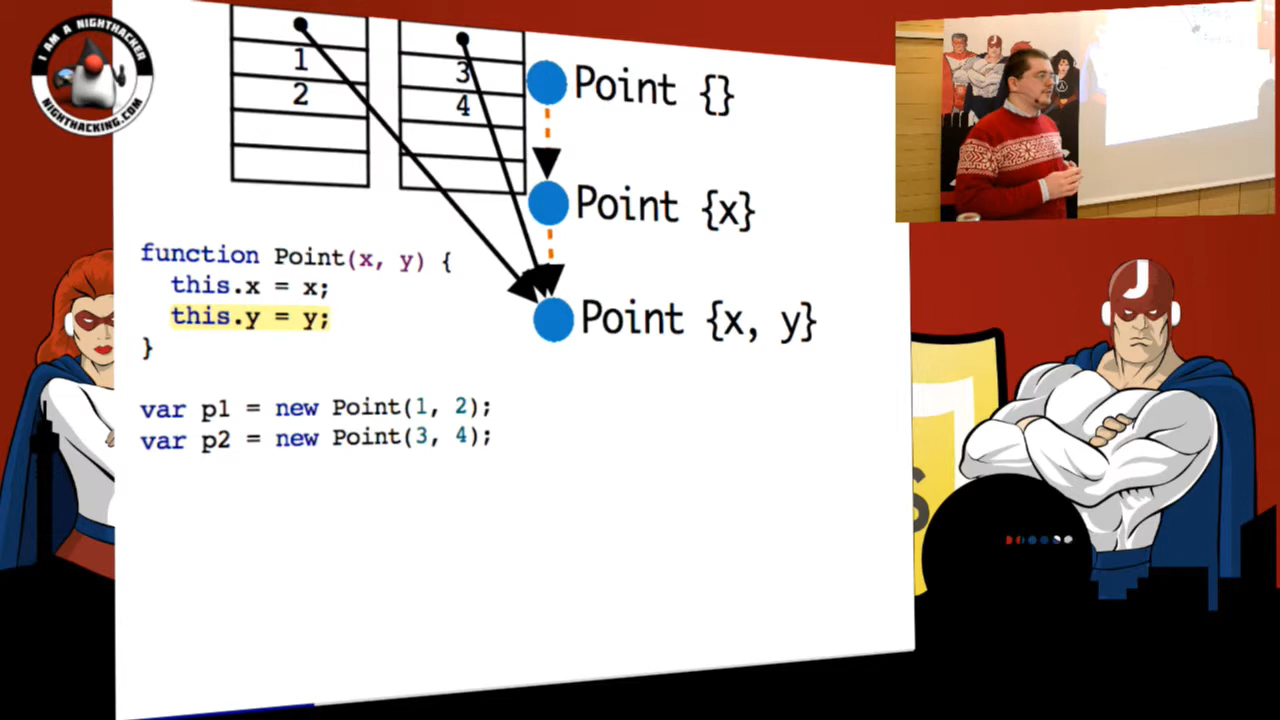 I AM A NIGHTHACKER
NIGHTHACKING.COM
1
2
3
4
Point {}
Point {x}
Point {x, y}
function Point(x, y) {
this.x = x;
this.y = y;
}
var p1 = new Point(1, 2);
var p2 = new Point(3, 4);
J
S